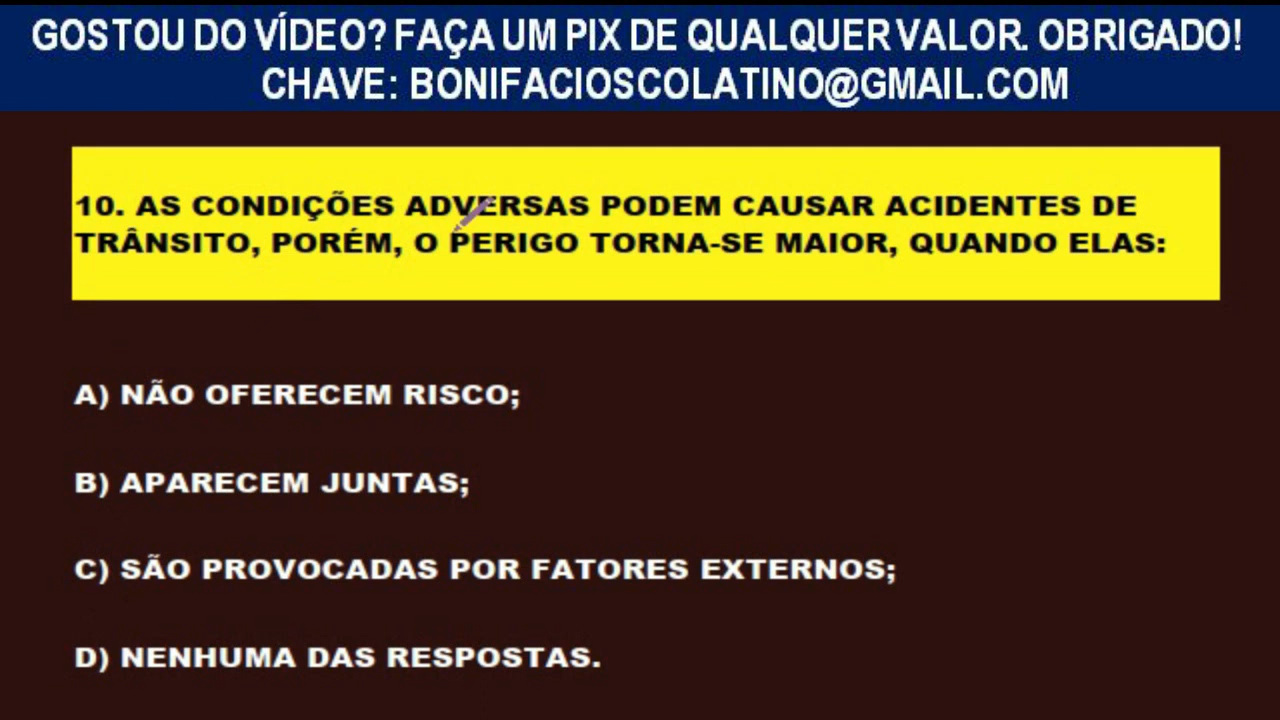 GOSTOU DO VÍDEO? FAÇA UM PIX DE QUALQUER VALOR. OBRIGADO!
CHAVE: BONIFACIOSCOLATINO@GMAIL.COM
10. AS CONDIÇÕES ADVERSAS PODEM CAUSAR ACIDENTES DE
TRÂNSITO, PORÉM, O PERIGO TORNA-SE MAIOR, QUANDO ELAS:
A) NÃO OFERECEM RISCO;
B) APARECEM JUNTAS;
C) SÃO PROVOCADAS POR FATORES EXTERNOS;
D) NENHUMA DAS RESPOSTAS.